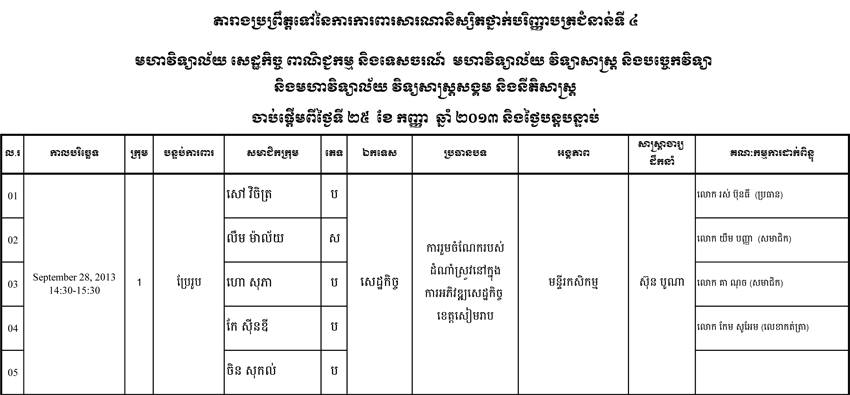 តារាងប្រព្រឹត្តទៅនៃការការពារសារណានិស្សិតថ្នាក់បរិញ្ញាបត្រជំនាន់ទី ៤
មហាវិទ្យាល័យ សេដ្ឋកិច្ច ពាណិជ្ជកម្ម និងទេសចរណ៍ មហាវិទ្យាល័យ វិទ្យាសាស្ត្រ និងបច្ចេកវិទ្យា
និងមហាវិទ្យាល័យ វិទ្យាសាស្ត្រសង្គម និងនីតិសាស្ត្រ
ចាប់ផ្តើមពីថ្ងៃទី ២៥ ខែ កញ្ញា ឆ្នាំ ២០១៣ និងថ្ងៃបន្តបន្ទាប់
ល.រ កាលបរិច្ឆេទ ក្រុម បន្ទប់ការពារ សមាជិកក្រុម ភេទ ឯកទេស ប្រធានបទ អង្គភាព សាស្ត្រាចារ្យ ដឹកនាំ គណៈកម្មការដាក់ពិន្ទុ
01 សៅ វិចិត្រ ប លោក រស់ ប៊ុនធី (ប្រធាន)
02 លឹម ម៉ាល័យ ស លោក យឹម បញ្ញា (សមាជិក)
03 September 28, 2013 14:30-15:30 1 ប្រែរូប ហោ សុភា ប សេដ្ឋកិច្ច ការរួមចំណែករបស់ ដំណាំស្រូវនៅក្នុង ការអភិវឌ្ឍសេដ្ឋកិច្ច ខេត្តសៀមរាប មន្ទីរកសិកម្ម ស៊ុន បូណា លោក តា ណុច (សមាជិក)
04 កែ ស៊ីនឌី ប លោក កែម សូអែម (លេខាកត់ត្រា)
05 ចិន សុកល់ ប